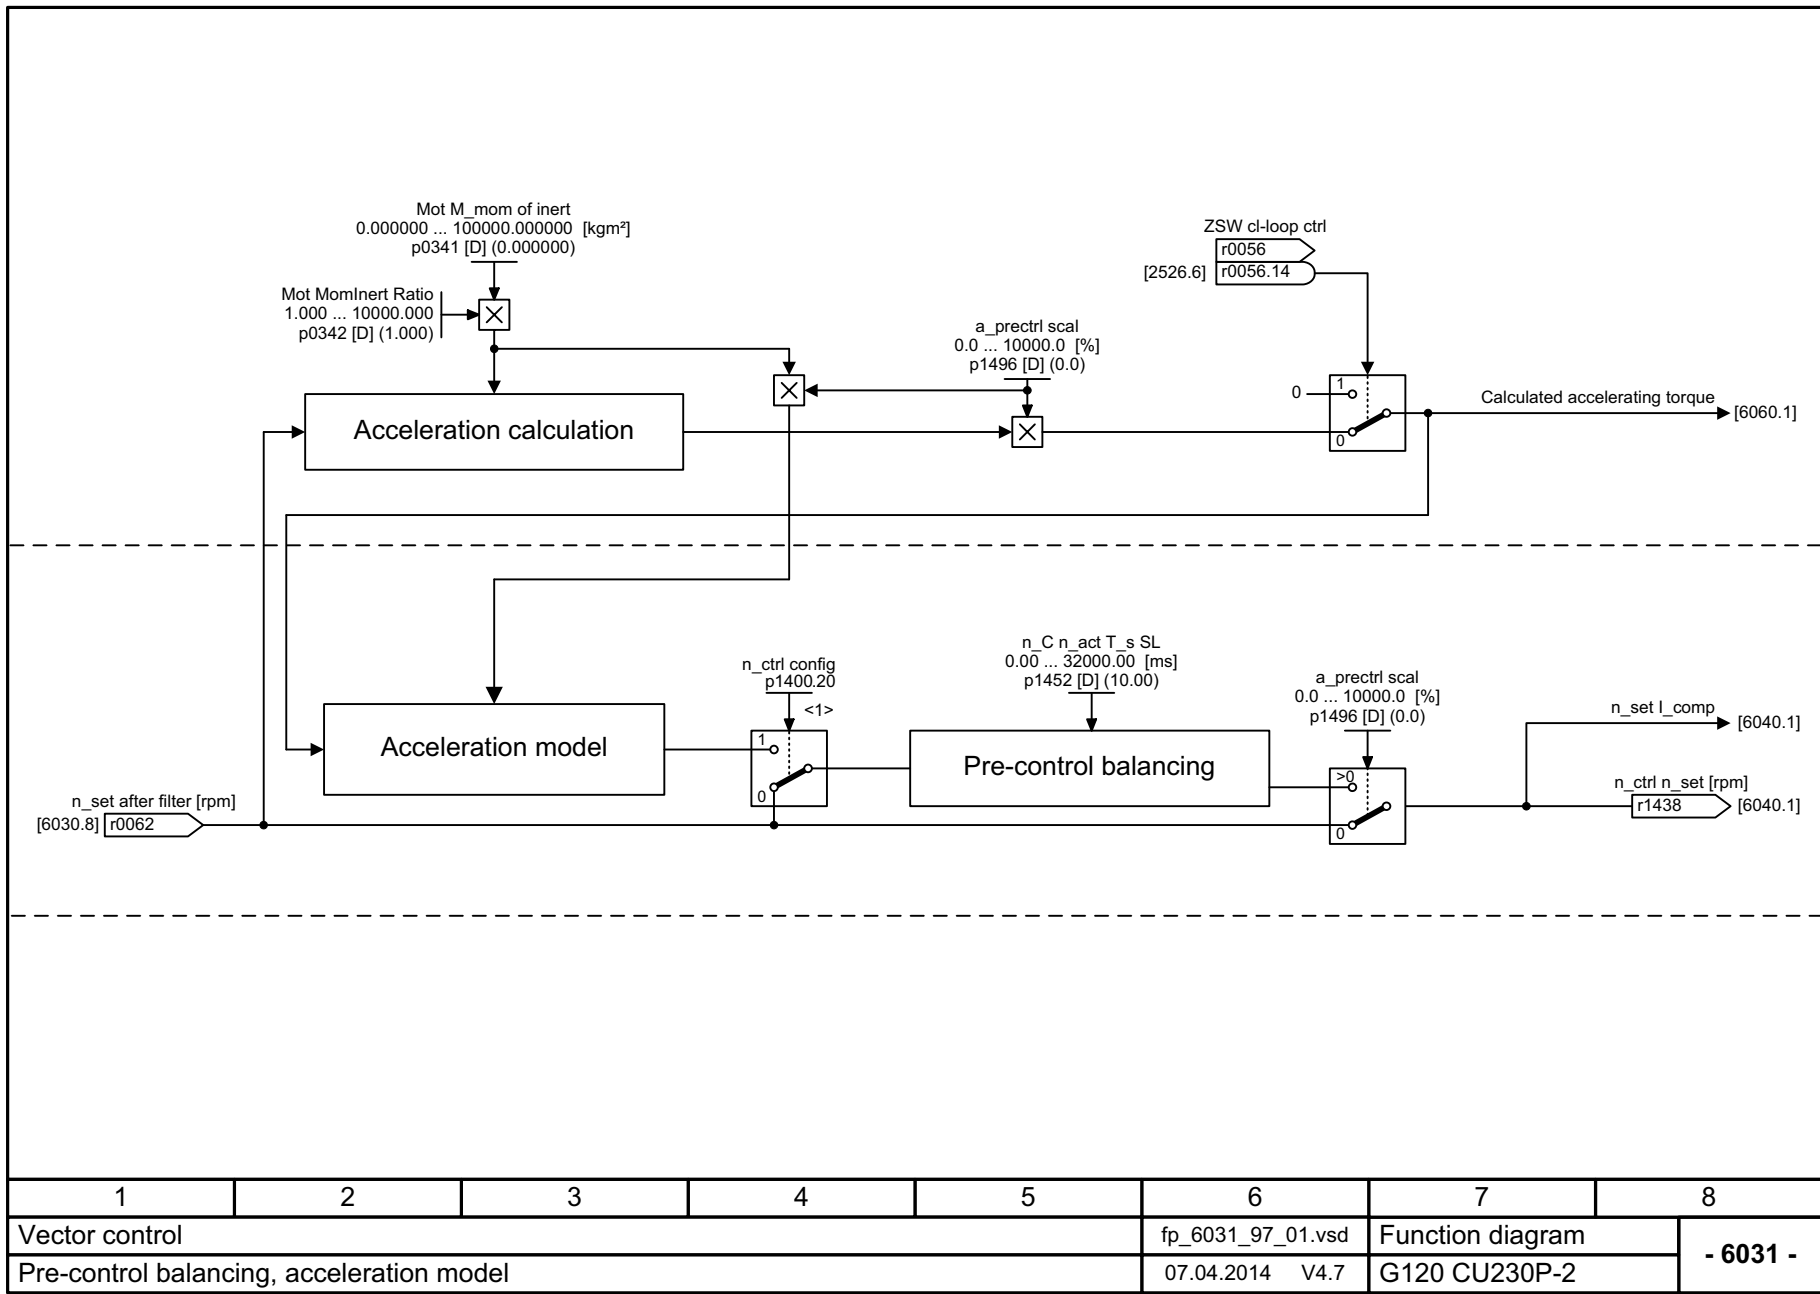 Mot M_mom of inert
0.000000 ... 100000.000000 [kgm²]
p0341 [D] (0.000000)
Mot MomInert Ratio
1.000 ... 10000.000
p0342 [D] (1.000)
ZSW cl-loop ctrl
r0056
[2526.6] r0056.14
a_prectrl scal
0.0 ... 10000.0 [%]
p1496 [D] (0.0)
0
1
0
Calculated accelerating torque
[6060.1]
Acceleration calculation
n_ctrl config
p1400.20
<1>
1
0
n_C n_act T_s SL
0.00 ... 32000.00 [ms]
p1452 [D] (10.00)
a_prectrl scal
0.0 ... 10000.0 [%]
p1496 [D] (0.0)
>0
0
Acceleration model
Pre-control balancing
n_set I_comp
[6040.1]
n_ctrl n_set [rpm]
r1438 [6040.1]
n_set after filter [rpm]
[6030.8] r0062
1 2 3 4 5 6 7 8
Vector control
fp_6031_97_01.vsd
Function diagram
- 6031 -
Pre-control balancing, acceleration model
07.04.2014 V4.7
G120 CU230P-2